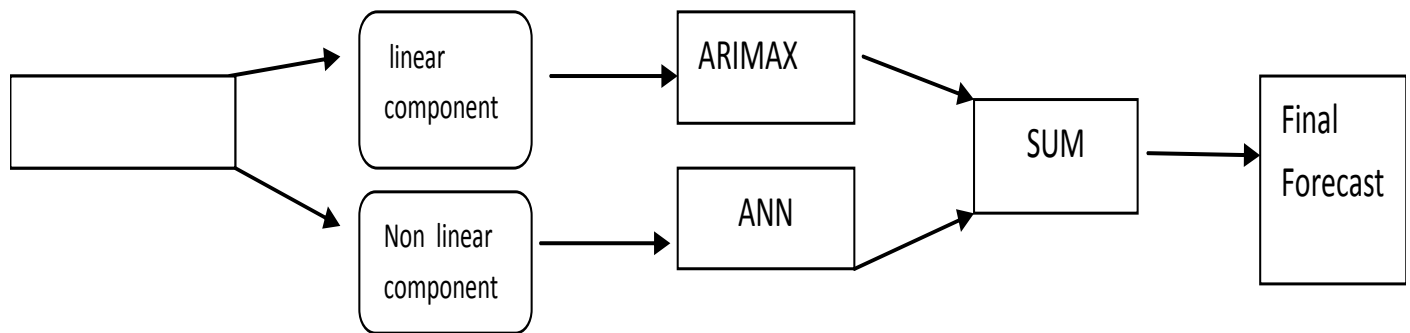 linear
component
ARIMAX
Non linear
component
ANN
SUM
Final
Forecast